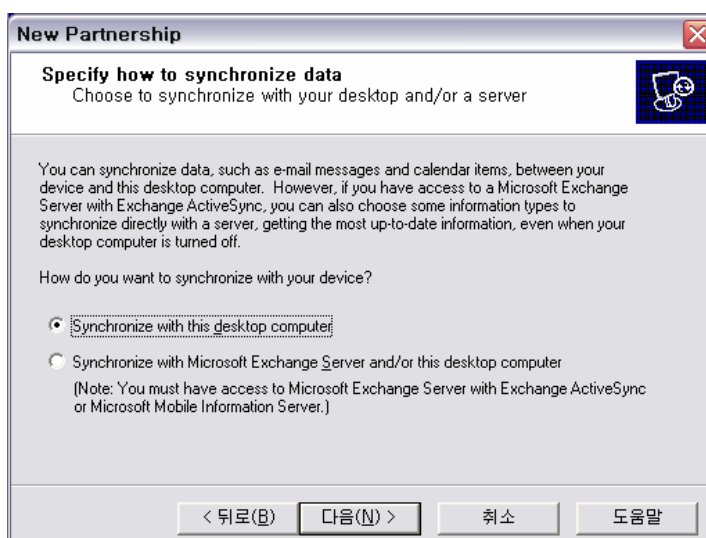 New Partnership
Specify how to synchronize data
Choose to synchronize with your desktop and/or a server
You can synchronize data, such as e-mail messages and calendar items, between your
device and this desktop computer. However, if you have access to a Microsoft Exchange
Server with Exchange ActiveSync, you can also choose some information types to
synchronize directly with a server, getting the most up-to-date information, even when your
desktop computer is turned off.
How do you want to synchronize with your device?
Synchronize with this desktop computer
Synchronize with Microsoft Exchange Server and/or this desktop computer
(Note: You must have access to Microsoft Exchange Server with Exchange ActiveSync
or Microsoft Mobile Information Server.)
< 뒤로(B) 다음(N) > 취소 도움말